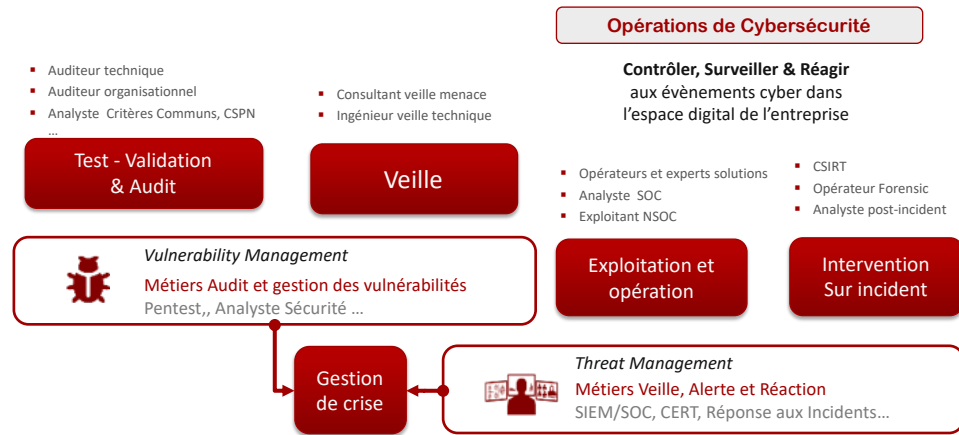 Opérations de Cybersécurité
Contrôler, Surveiller & Réagir
aux évènements cyber dans
l'espace digital de l'entreprise
▪ Auditeur technique
▪ Auditeur organisationnel
▪ Analyste Critères Communs, CSPN
…
Test - Validation
& Audit
▪ Consultant veille menace
▪ Ingénieur veille technique
Veille
▪ Opérateurs et experts solutions
▪ Analyste SOC
▪ Exploitant NSOC
Exploitation et
opération
▪ CSIRT
▪ Opérateur Forensic
▪ Analyste post-incident
Intervention
Sur incident
Vulnerability Management
Métiers Audit et gestion des vulnérabilités
Pentest,, Analyste Sécurité …
Gestion
de crise
Threat Management
Métiers Veille, Alerte et Réaction
SIEM/SOC, CERT, Réponse aux Incidents…